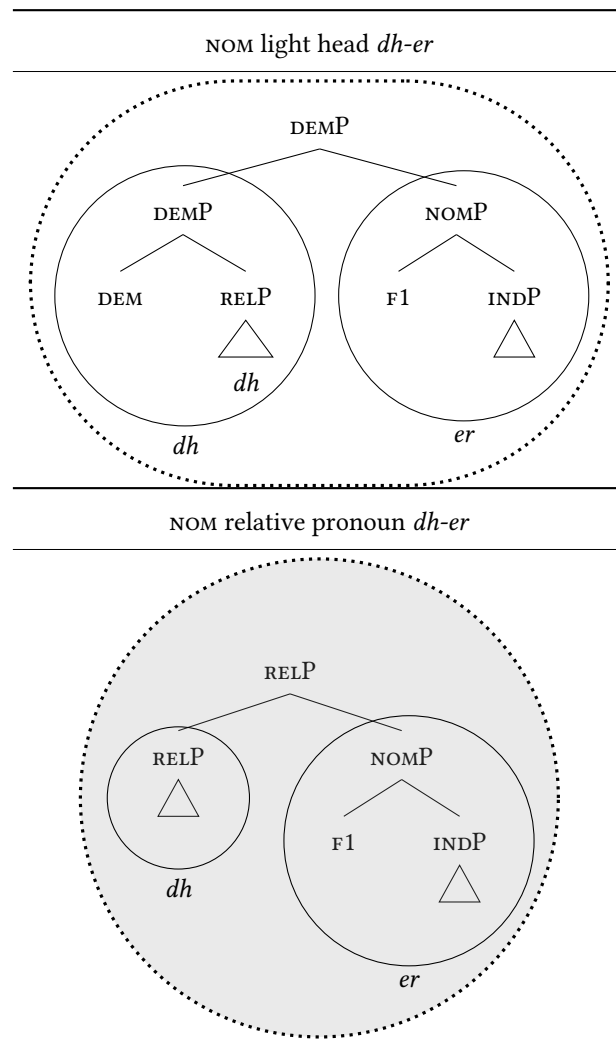 NOM light head dh-er
DEMP
DEMP NOMP
DEM RELP F1 INDP
dh
dh er
NOM relative pronoun dh-er
RELP
RELP NOMP
F1 INDP
dh
er